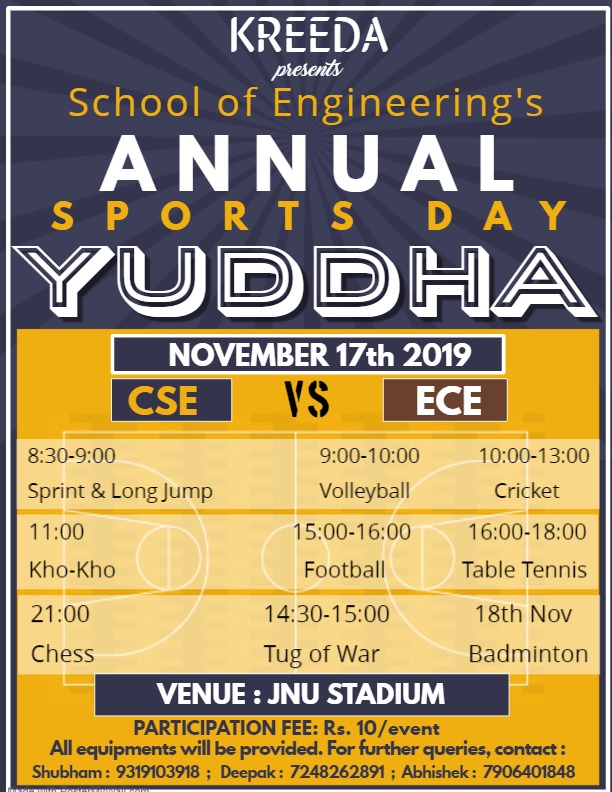 KREEDA
presents
School of Engineering's
ANNUAL
SPORTS DAY
YUDDHA
NOVEMBER 17th 2019
CSE VS ECE
8:30-9:00 9:00-10:00 10:00-13:00
Sprint & Long Jump Volleyball Cricket
11:00 15:00-16:00 16:00-18:00
Kho-Kho Football Table Tennis
21:00 14:30-15:00 18th Nov
Chess Tug of War Badminton
VENUE : JNU STADIUM
PARTICIPATION FEE: Rs. 10/event
All equipments will be provided. For further queries, contact :
Shubham : 9319103918 ; Deepak : 7248262891 ; Abhishek : 7906401848
Made with PosterMyWall.com